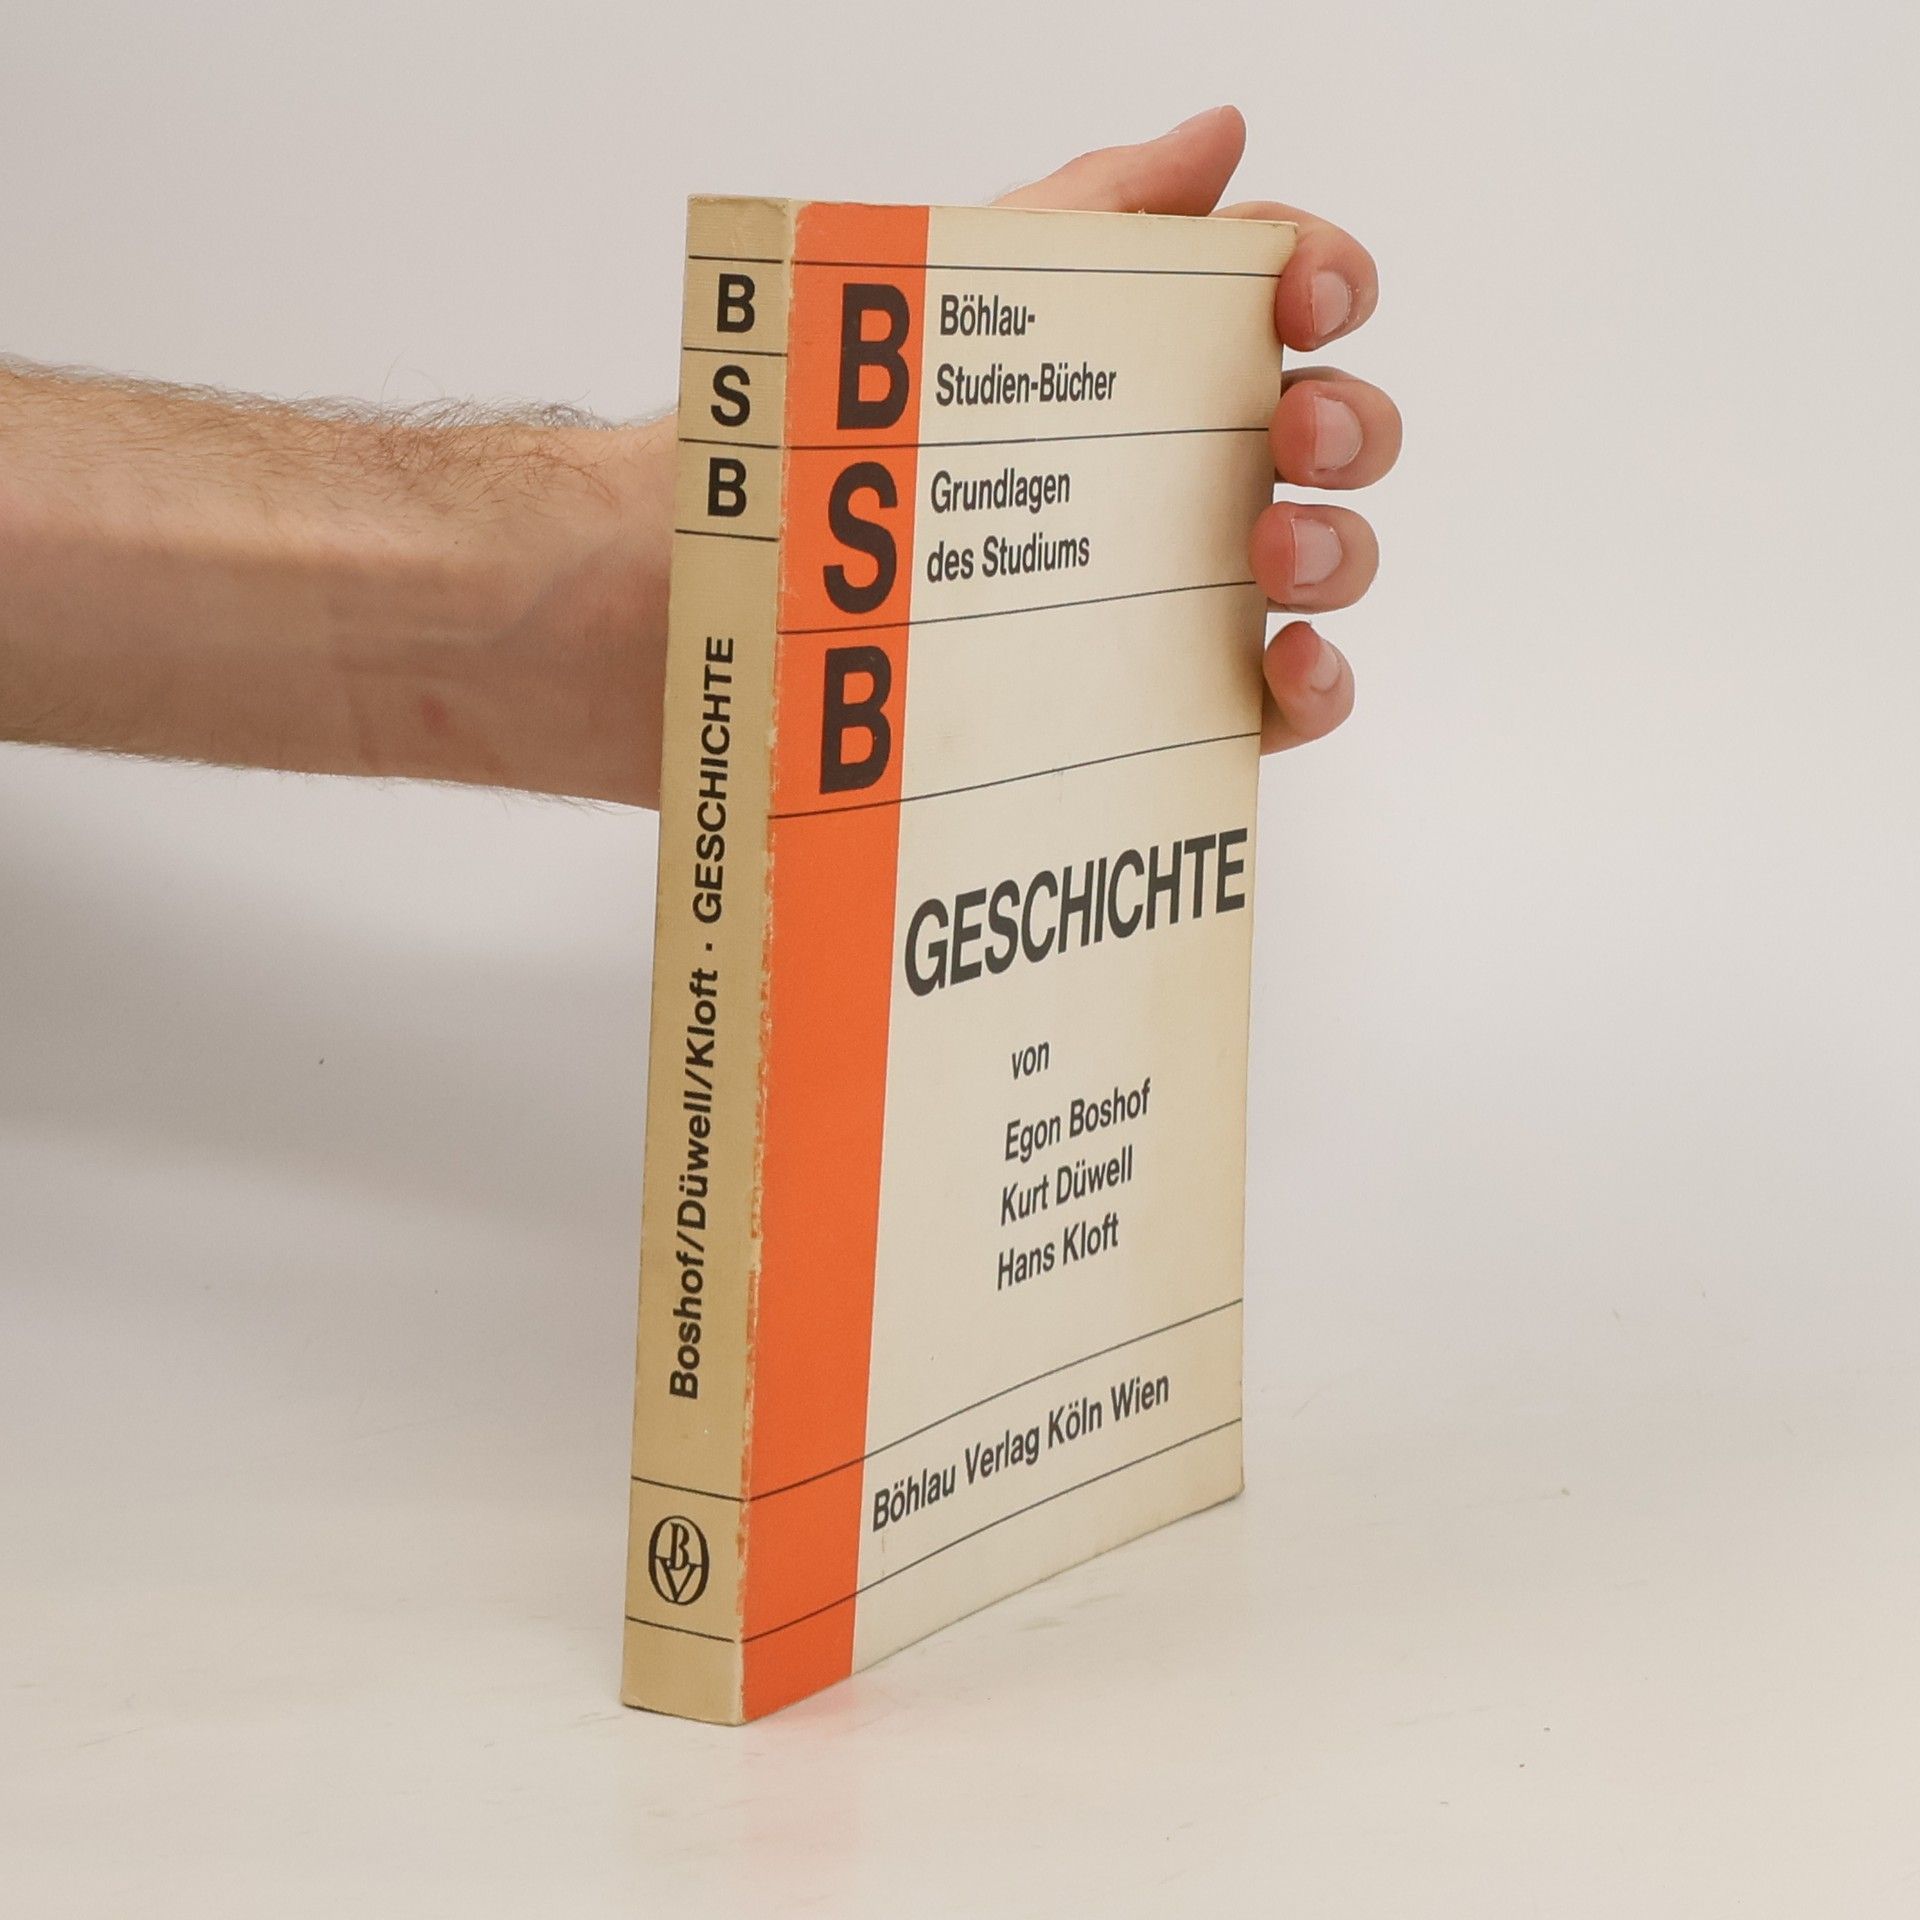 B
S
B
Boshof/Düwell/Kloft · GESCHICHTE
BV
B
Böhlau-
Studien-Bücher
S
Grundlagen
des Studiums
B
GESCHICHTE
von
Egon Boshof
Kurt Düwell
Hans Kloft
Böhlau Verlag Köln Wien